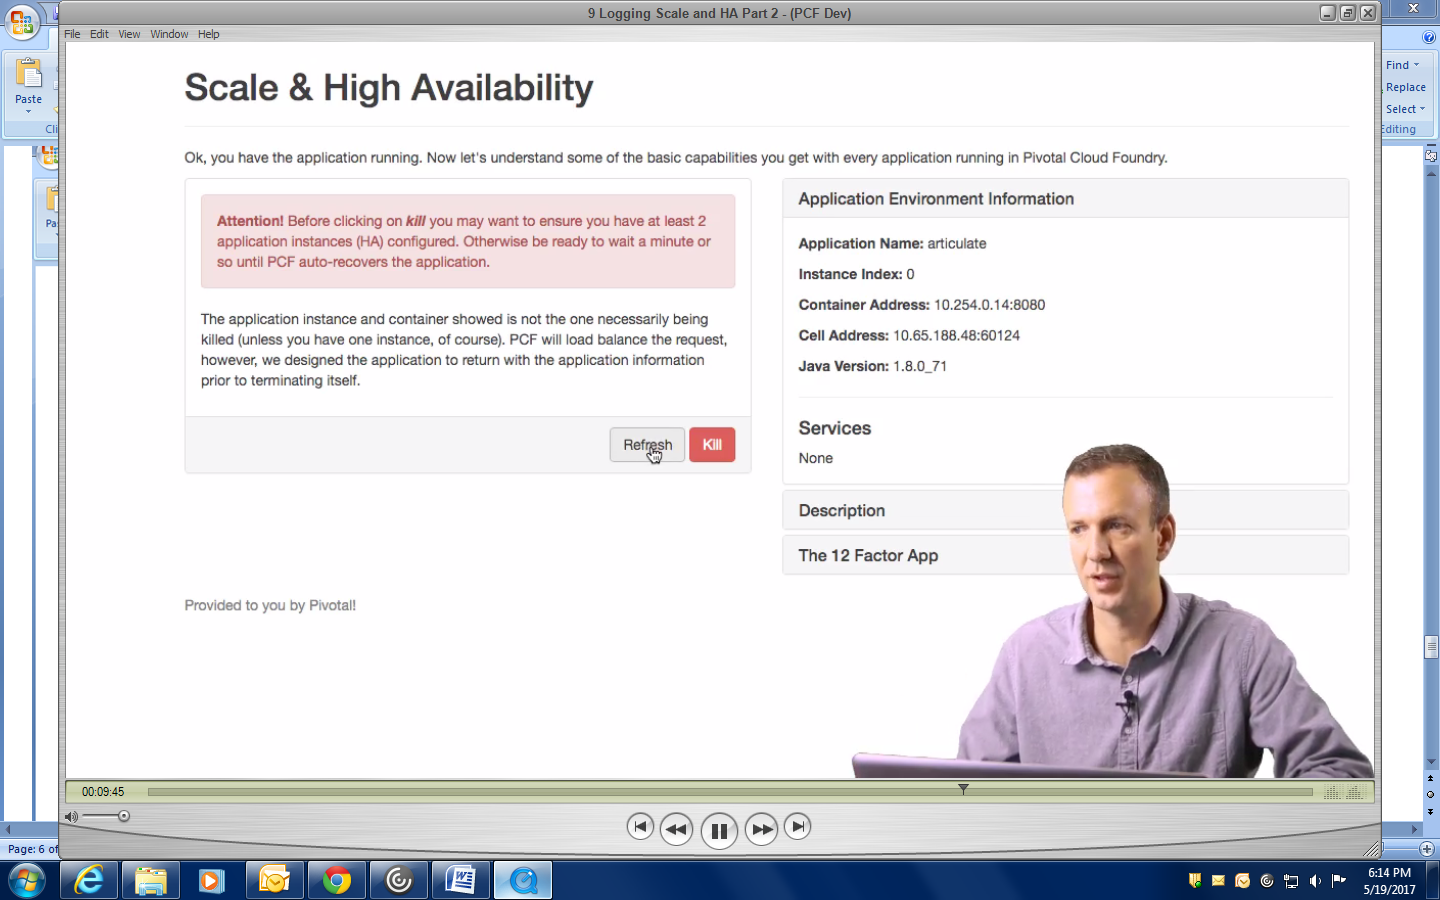 9 Logging Scale and HA Part 2 - (PCF Dev)
File Edit View Window Help
Paste
Find
Replace
Select
Editing
Scale & High Availability
Ok, you have the application running. Now let's understand some of the basic capabilities you get with every application running in Pivotal Cloud Foundry.
Attention! Before clicking on kill you may want to ensure you have at least 2
application instances (HA) configured. Otherwise be ready to wait a minute or
so until PCF auto-recovers the application.
The application instance and container showed is not the one necessarily being
killed (unless you have one instance, of course). PCF will load balance the request,
however, we designed the application to return with the application information
prior to terminating itself.
Refresh Kill
Application Environment Information
Application Name: articulate
Instance Index: 0
Container Address: 10.254.0.14:8080
Cell Address: 10.65.188.48:60124
Java Version: 1.8.0_71
Services
None
Description
The 12 Factor App
Provided to you by Pivotal!
00:09:45
Page: 6 of
6:14 PM
5/19/2017